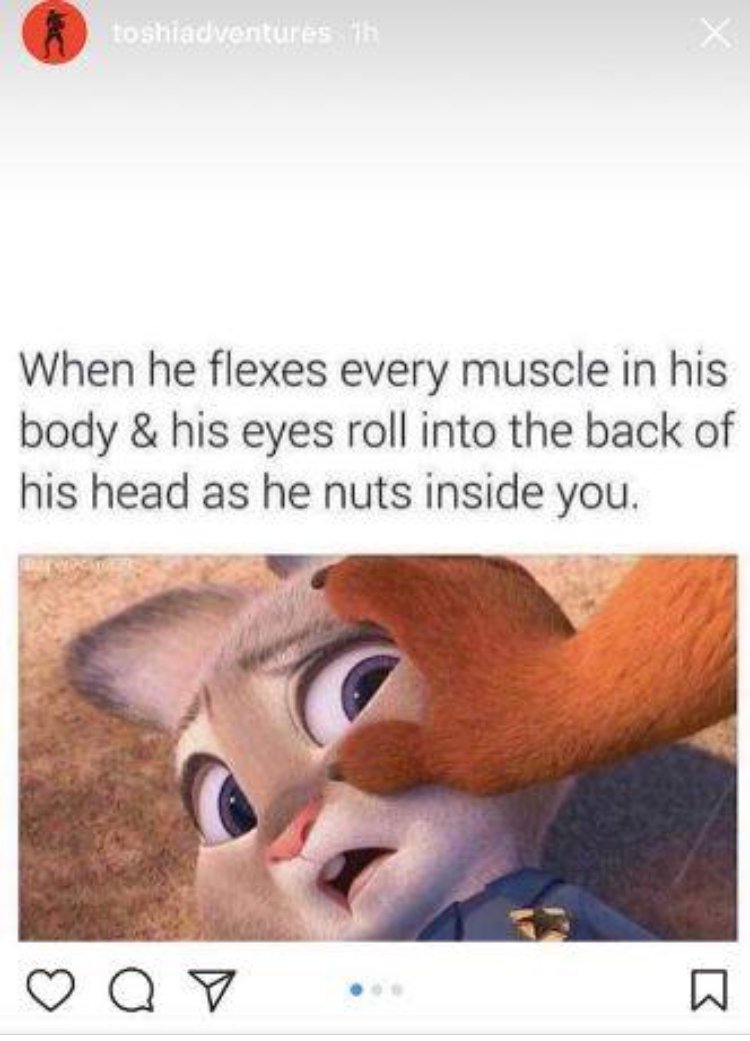 toshiadventures 1h
When he flexes every muscle in his
body & his eyes roll into the back of
his head as he nuts inside you.